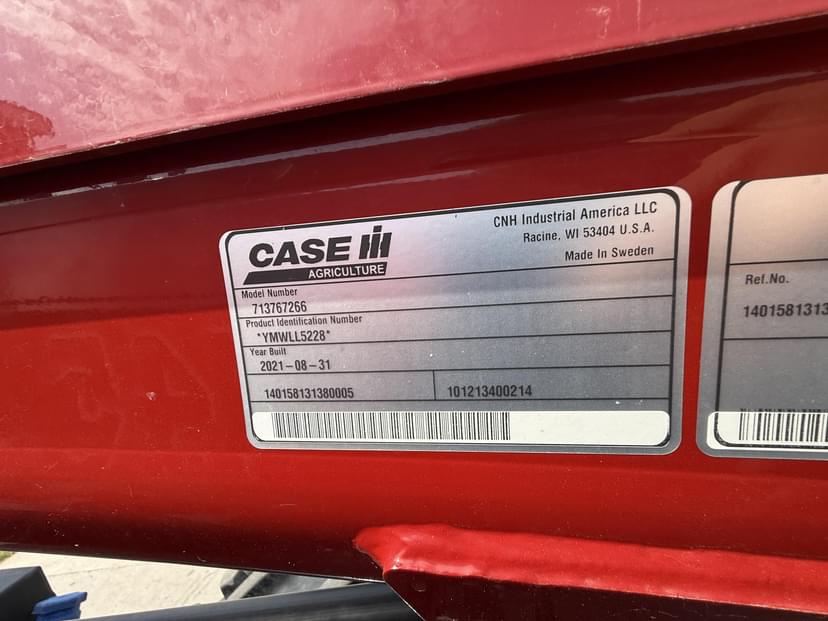 CASE IH
AGRICULTURE
CNH Industrial America LLC
Racine, WI 53404 U.S.A.
Made In Sweden
Model Number
713767266
Product Identification Number
*YMWLL5228*
Year Built
2021-08-31
140158131380005
101213400214
Ref.No.
1401581313